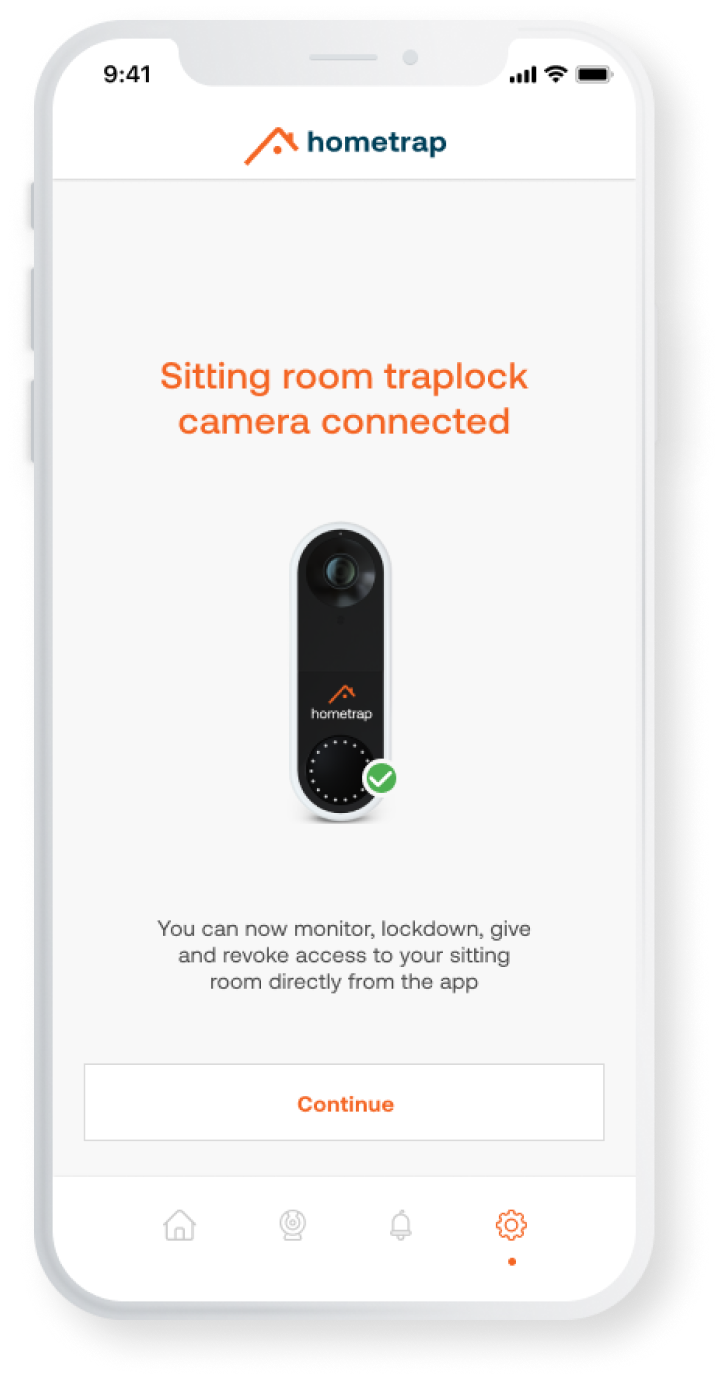 9:41
hometrap
Sitting room traplock
camera connected
hometrap
You can now monitor, lockdown, give
and revoke access to your sitting
room directly from the app
Continue